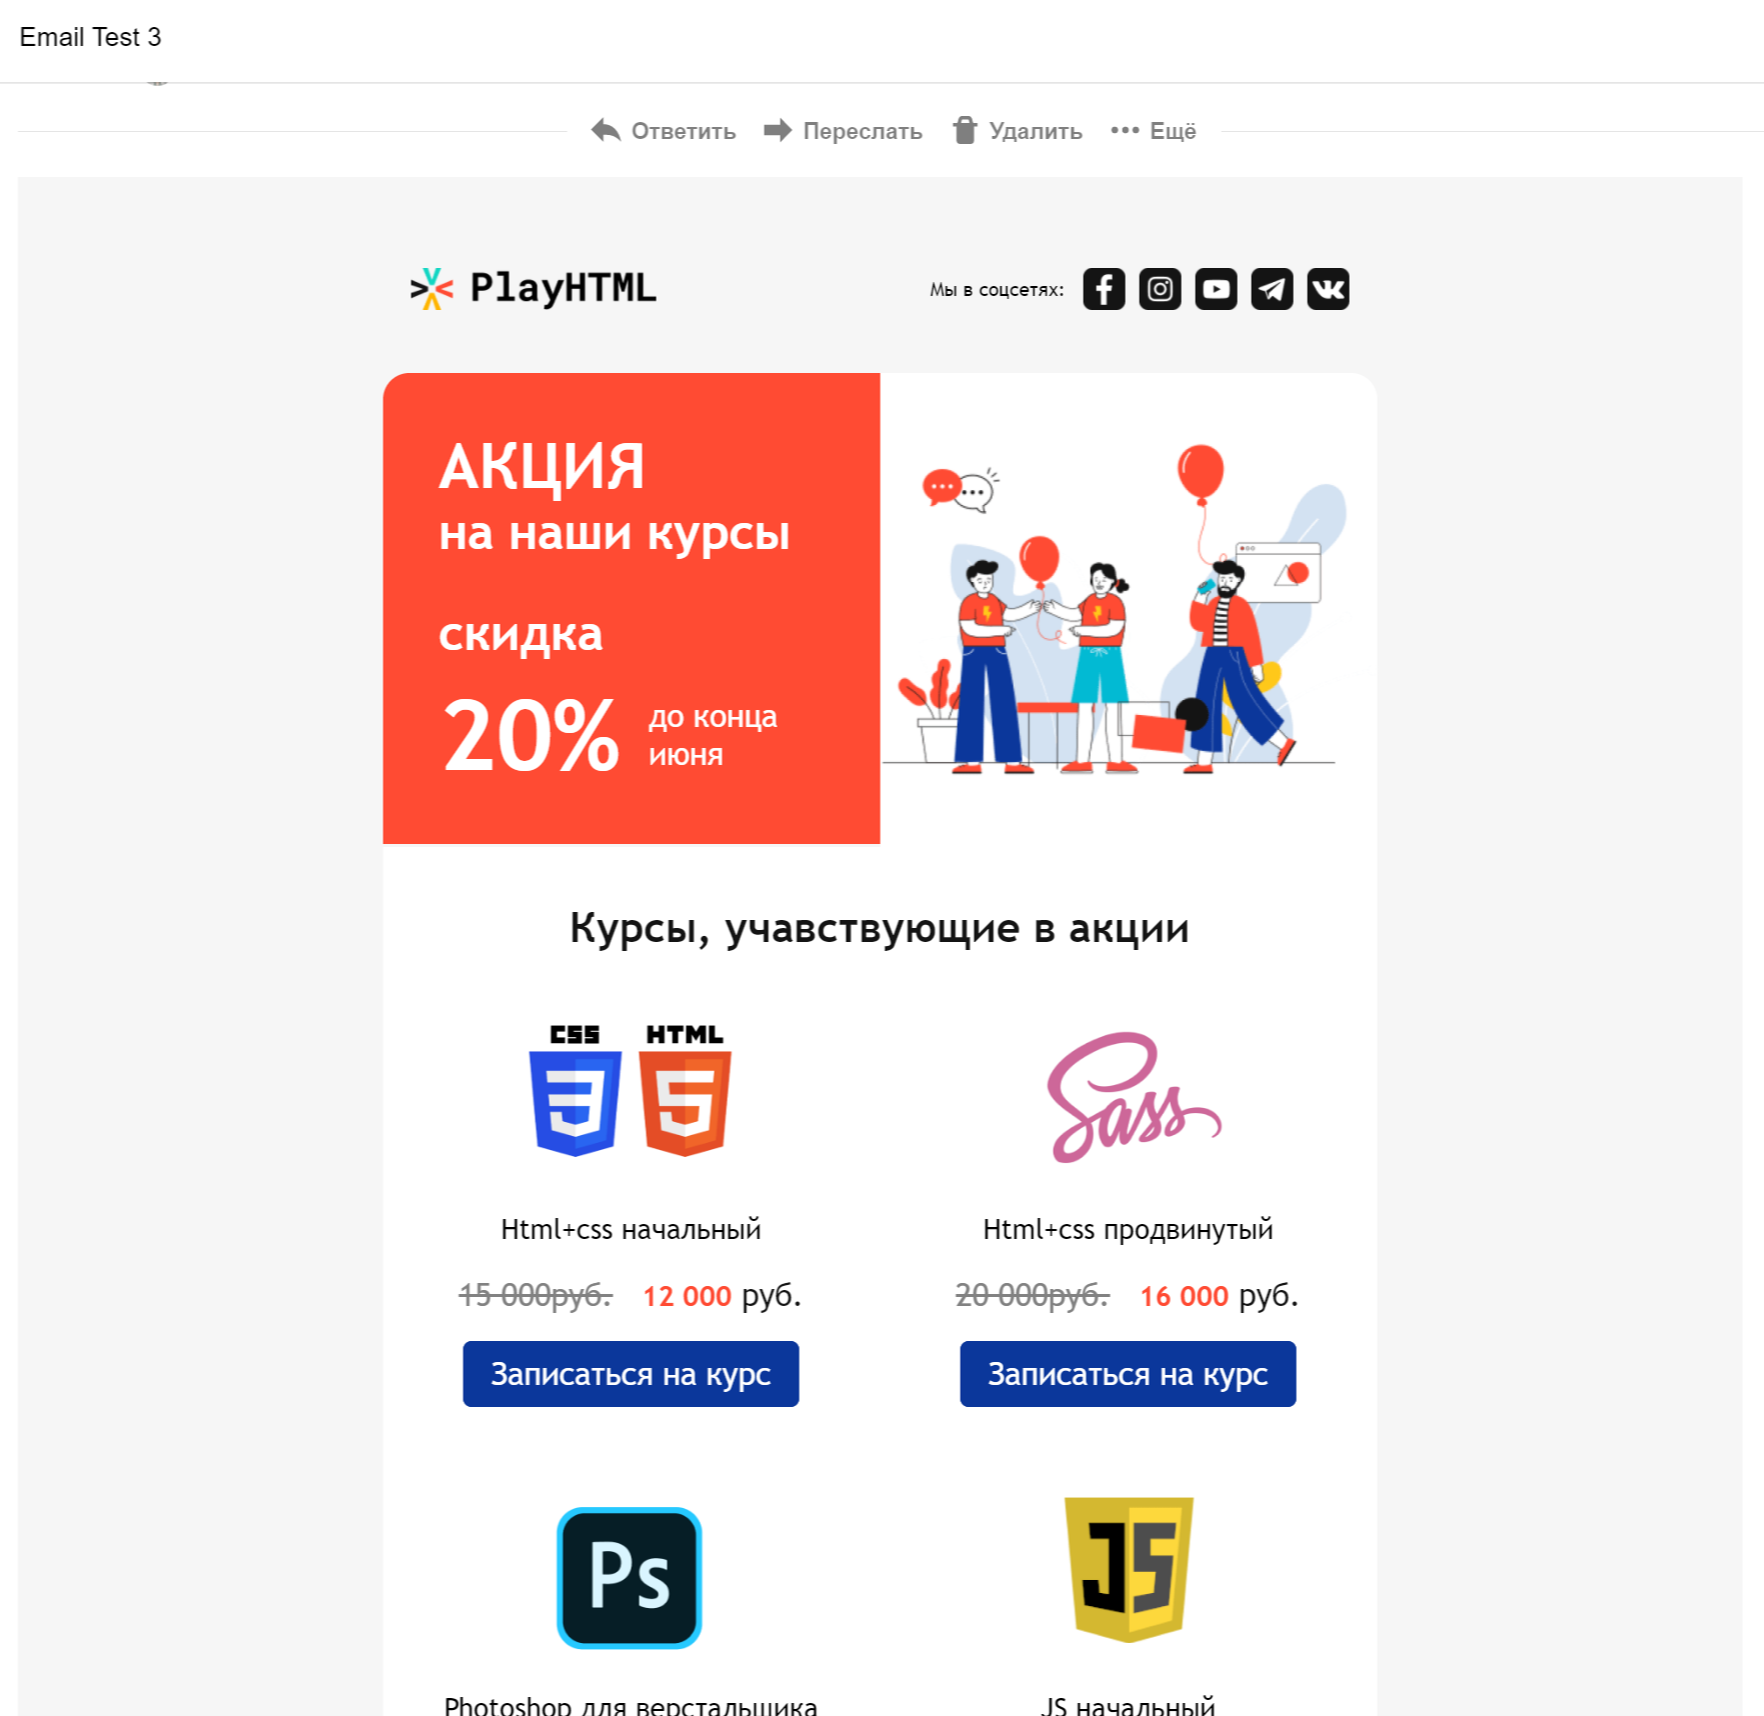 Email Test 3
Ответить Переслать Удалить Ещё
PlayHTML Мы в соцсетях:
АКЦИЯ
на наши курсы
скидка
20% до конца
июня
Курсы, учавствующие в акции
CSS HTML
Sass
Html+css начальный
Html+css продвинутый
15 000руб. 12 000 руб.
20 000руб. 16 000 руб.
Записаться на курс
Записаться на курс
Ps
JS
Photoshop для верстальщика
JS начальный